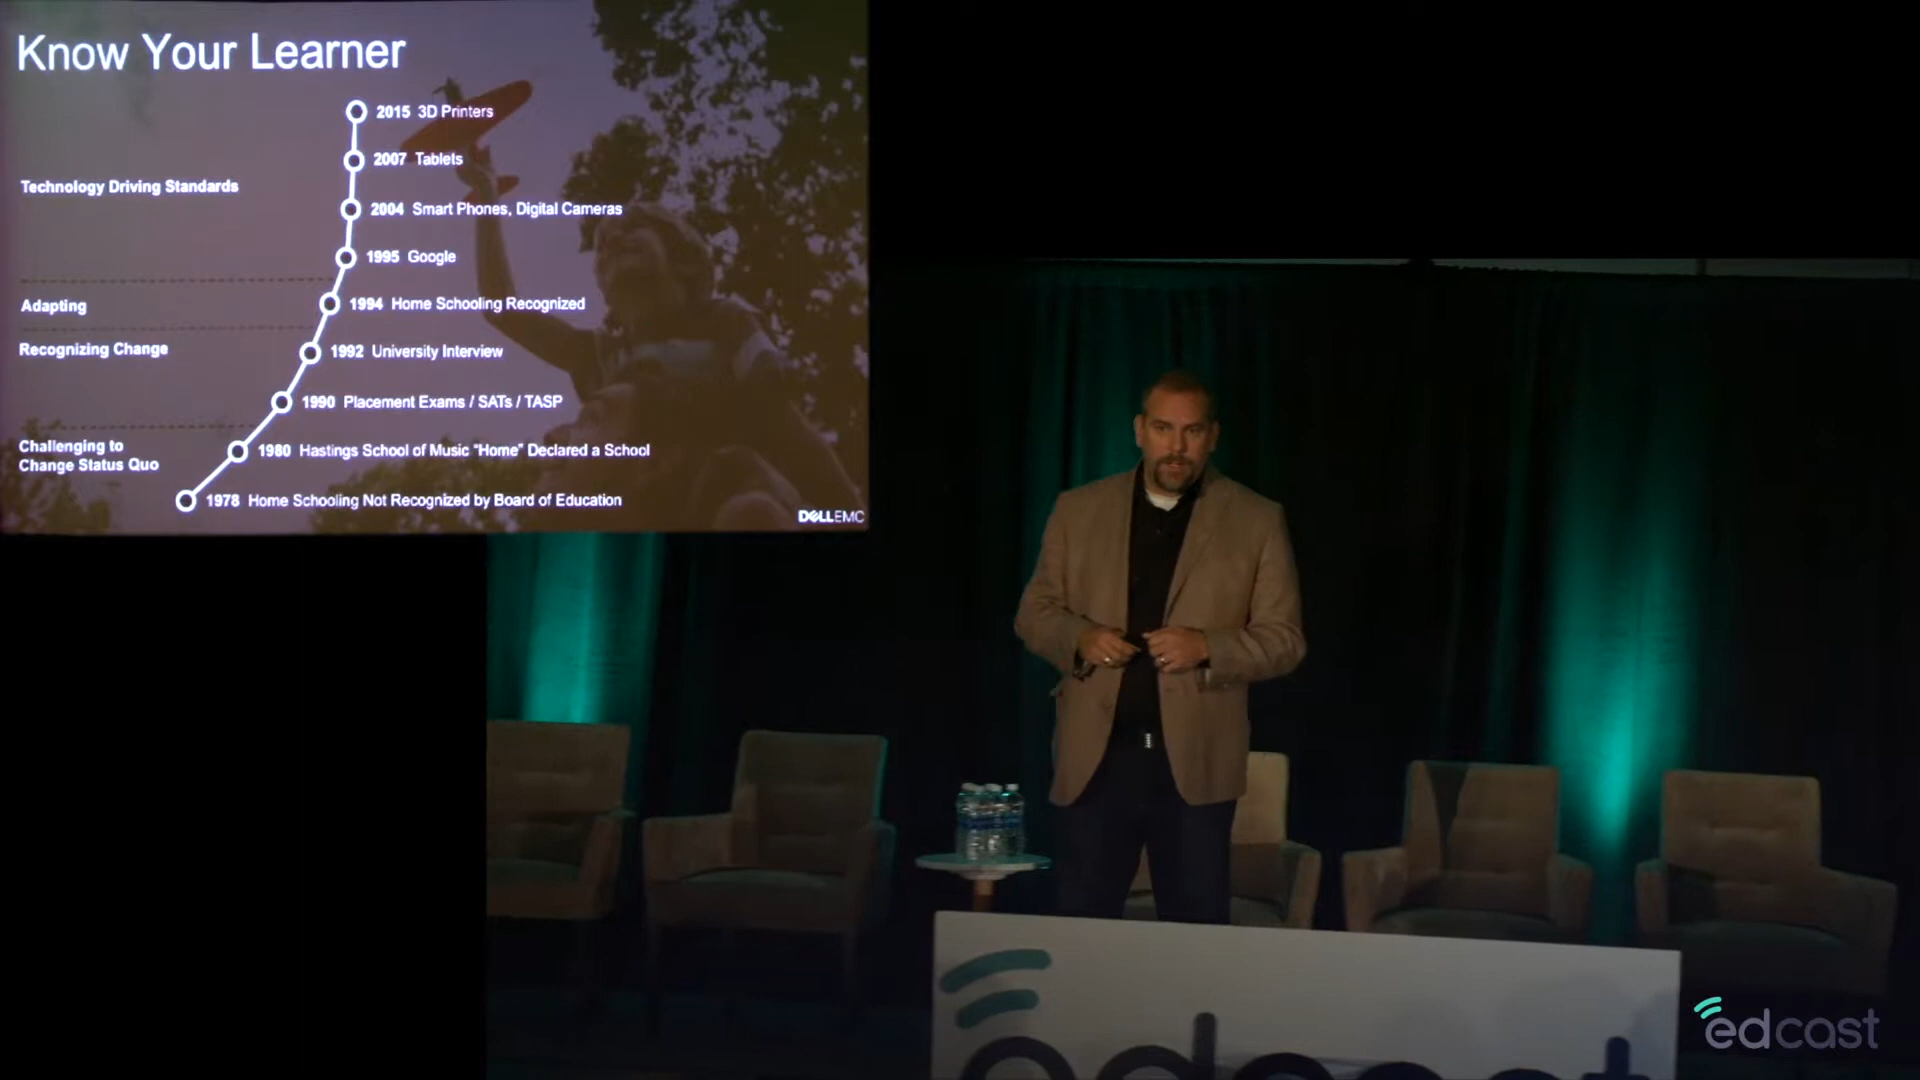 Know Your Learner
2015 3D Printers
2007 Tablets
Technology Driving Standards
2004 Smart Phones, Digital Cameras
1995 Google
Adapting
1994 Home Schooling Recognized
Recognizing Change
1992 University Interview
1990 Placement Exams / SATs / TASP
Challenging to
Change Status Quo
1980 Hastings School of Music "Home" Declared a School
1978 Home Schooling Not Recognized by Board of Education
DELLEMC
edcast
edcast